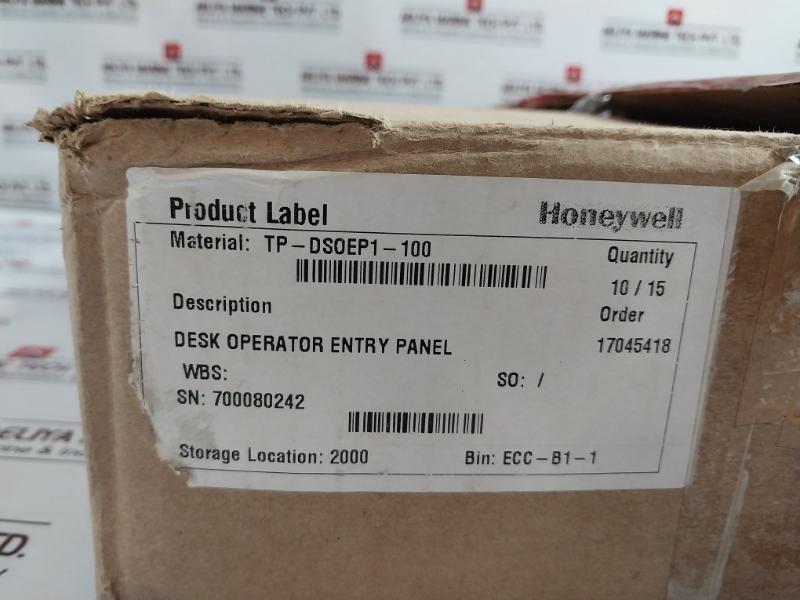 Product Label
Honeywell
Material: TP-DSOEP1-100
Quantity
10 / 15
Description
Order
DESK OPERATOR ENTRY PANEL
17045418
WBS:
SO: /
SN: 700080242
Storage Location: 2000
Bin: ECC-B1-1